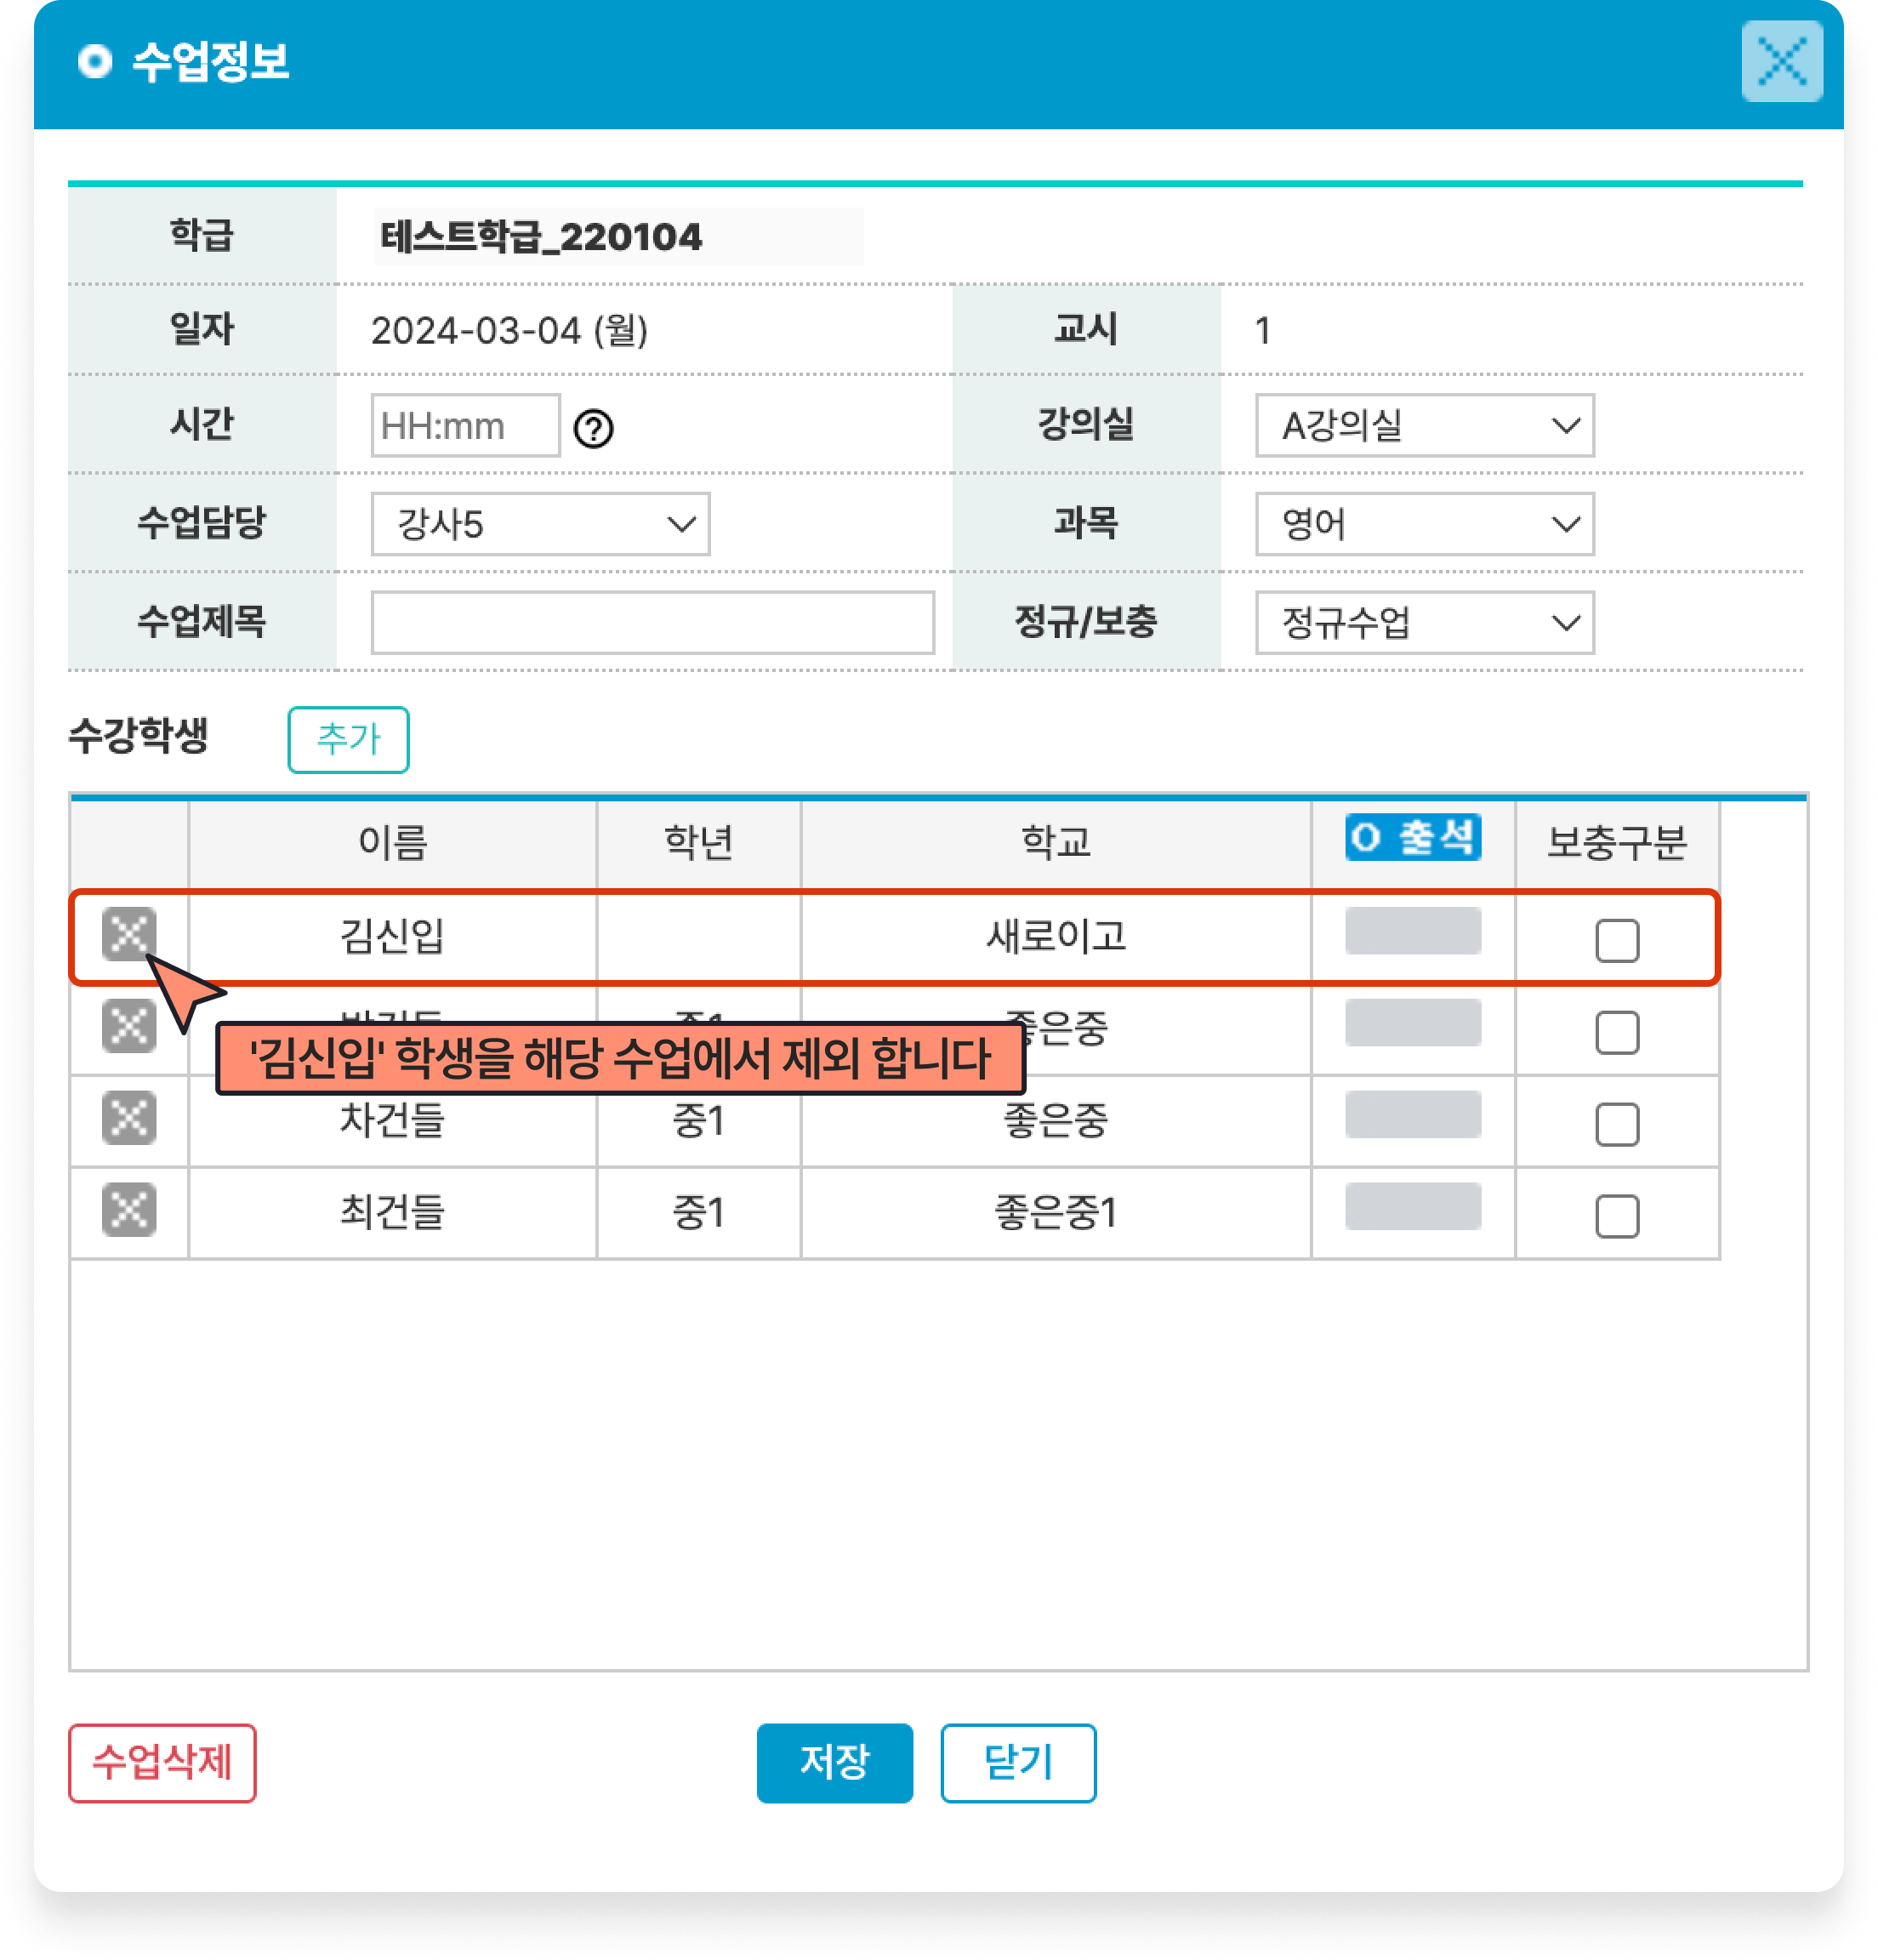 수업정보
학급 테스트학급_220104
일자 2024-03-04 (월) 교시 1
시간 HH:mm ? 강의실 A강의실
수업담당 강사5 과목 영어
수업제목 정규/보충 정규수업
수강학생 추가
이름 학년 학교 O 출석 보충구분
김신입 새로이고
좋은중
'김신입' 학생을 해당 수업에서 제외 합니다
차건들 중1 좋은중
최건들 중1 좋은중1
수업삭제 저장 닫기